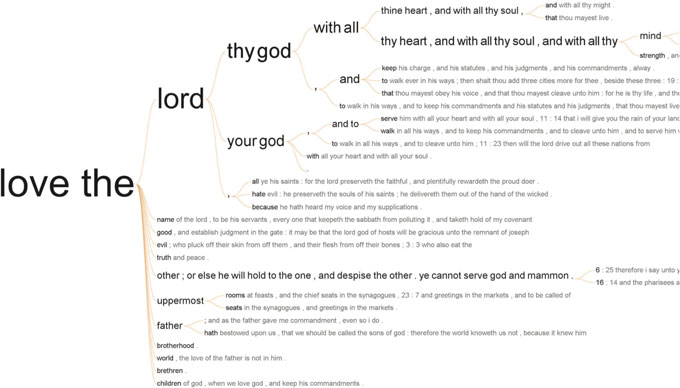 love the
lord
thy god
with all
thine heart , and with all thy soul ,
and with all thy might .
that thou mayest live .
thy heart , and with all thy soul , and with all thy
mind
strength , an
,
and
keep his charge , and his statutes , and his judgments , and his commandments , alway .
to walk ever in his ways ; then shalt thou add three cities more for thee , beside these three : 19 :
that thou mayest obey his voice , and that thou mayest cleave unto him : for he is thy life , and the
to walk in his ways , and to keep his commandments and his statutes and his judgments , that thou mayest live
your god
,
and to
serve him with all your heart and with all your soul , 11 : 14 that i will give you the rain of your land
walk in all his ways , and to keep his commandments , and to cleave unto him , and to serve him w
to walk in all his ways , and to cleave unto him ; 11 : 23 then will the lord drive out all these nations from
with all your heart and with all your soul .
.
,
all ye his saints : for the lord preserveth the faithful , and plentifully rewardeth the proud doer .
hate evil : he preserveth the souls of his saints ; he delivereth them out of the hand of the wicked .
because he hath heard my voice and my supplications .
name of the lord , to be his servants , every one that keepeth the sabbath from polluting it , and taketh hold of my covenant
good , and establish judgment in the gate : it may be that the lord god of hosts will be gracious unto the remnant of joseph
evil ; who pluck off their skin from off them , and their flesh from off their bones ; 3 : 3 who also eat the
truth and peace .
other ; or else he will hold to the one , and despise the other . ye cannot serve god and mammon .
6 : 25 therefore i say unto y
16 : 14 and the pharisees a
uppermost
rooms at feasts , and the chief seats in the synagogues , 23 : 7 and greetings in the markets , and to be called of
seats in the synagogues , and greetings in the markets .
father
; and as the father gave me commandment , even so i do .
hath bestowed upon us , that we should be called the sons of god : therefore the world knoweth us not , because it knew him
brotherhood .
world , the love of the father is not in him .
brethren .
children of god , when we love god , and keep his commandments .